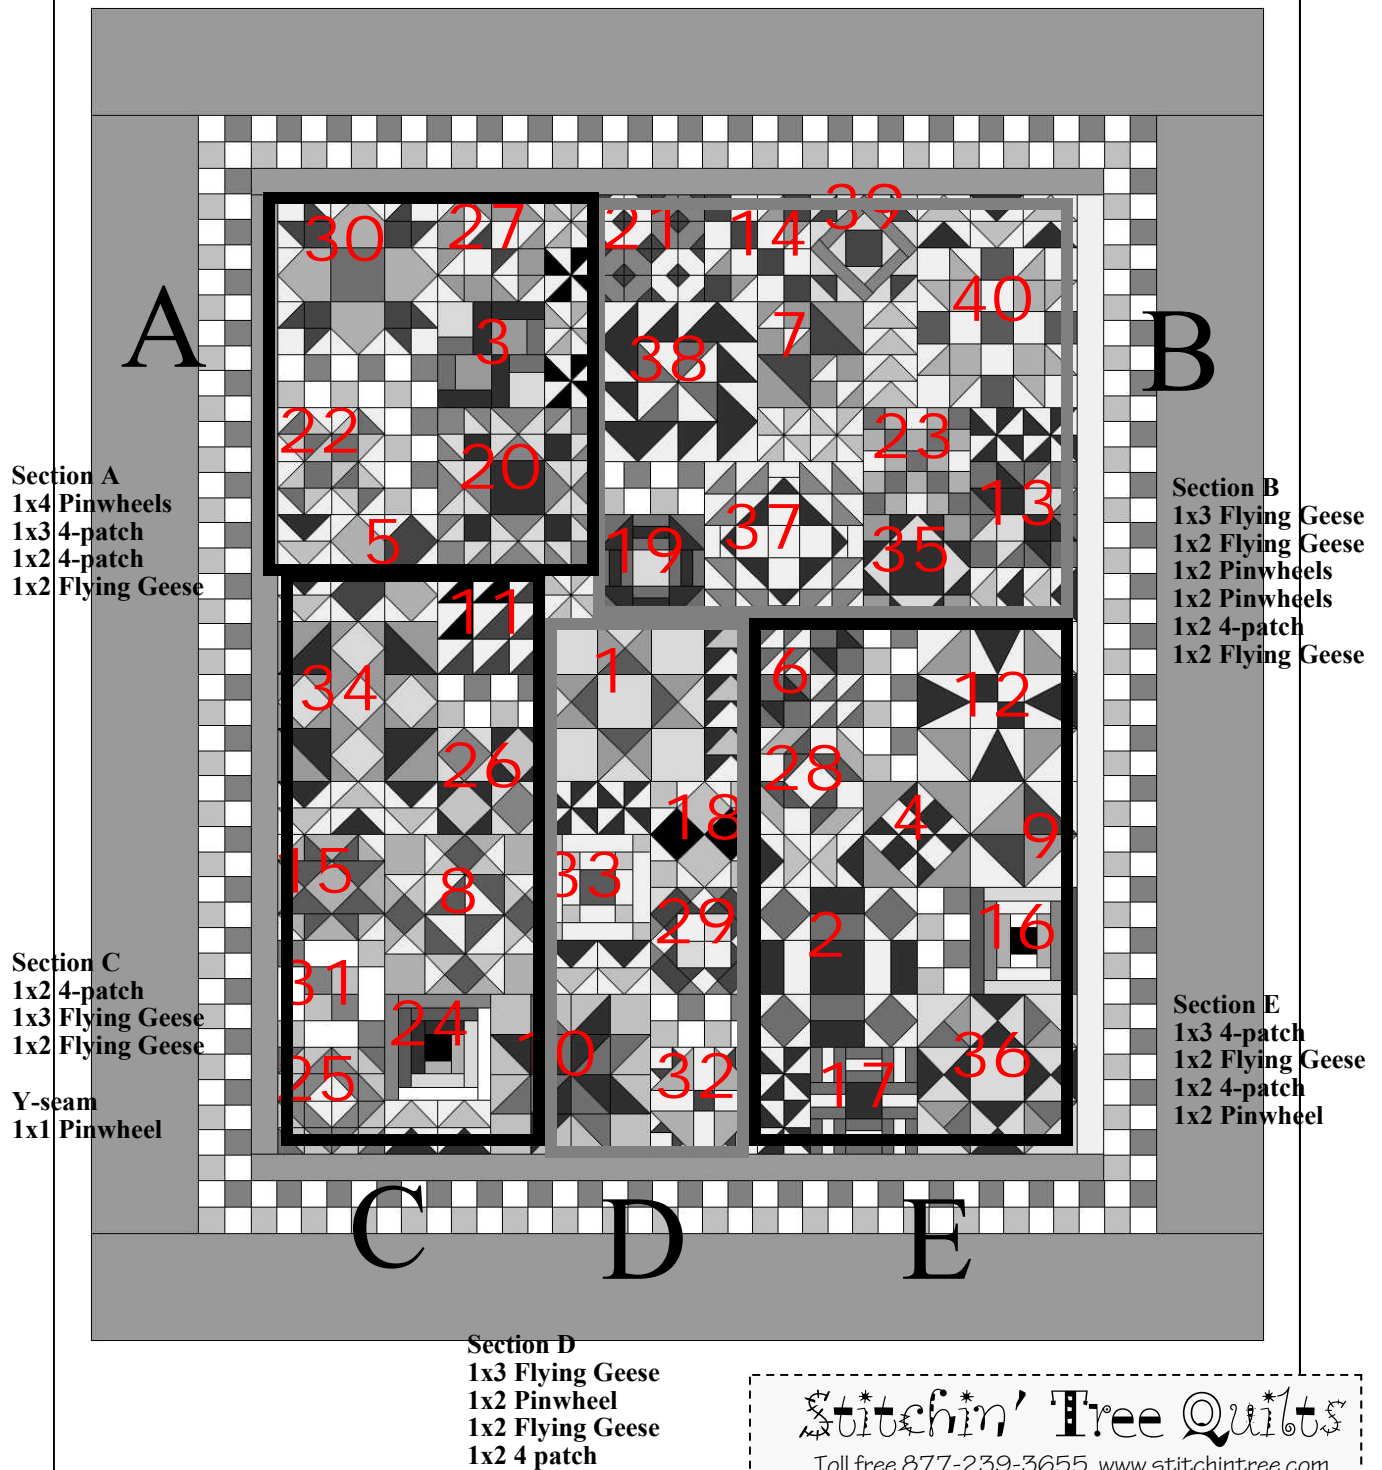 30
27
21
14
39
A
3
38
7
40
B
22
20
23
13
5
19
37
35
Section A
1x4 Pinwheels
1x3 4-patch
1x2 4-patch
1x2 Flying Geese
Section B
1x3 Flying Geese
1x2 Flying Geese
1x2 Pinwheels
1x2 Pinwheels
1x2 4-patch
1x2 Flying Geese
11
34
1
6
12
26
28
18
4
9
15
8
33
29
2
16
31
24
25
10
32
17
36
Section C
1x2 4-patch
1x3 Flying Geese
1x2 Flying Geese
Y-seam
1x1 Pinwheel
Section E
1x3 4-patch
1x2 Flying Geese
1x2 4-patch
1x2 Pinwheel
C
D
E
Section D
1x3 Flying Geese
1x2 Pinwheel
1x2 Flying Geese
1x2 4 patch
Stitchin' Tree Quilts
Toll free 877-239-3655 www.stitchintree.com